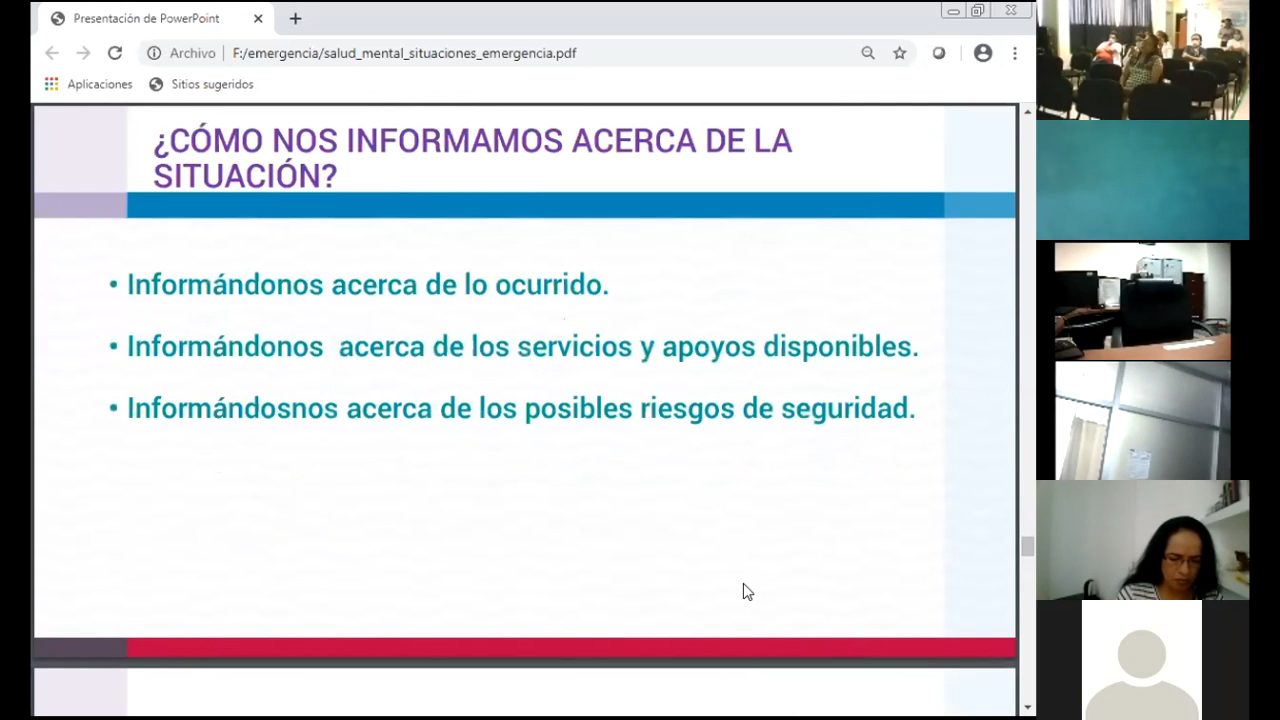 Presentación de PowerPoint
Archivo F:/emergencia/salud_mental_situaciones_emergencia.pdf
Aplicaciones Sitios sugeridos
¿CÓMO NOS INFORMAMOS ACERCA DE LA
SITUACIÓN?
• Informándonos acerca de lo ocurrido.
• Informándonos acerca de los servicios y apoyos disponibles.
• Informándosnos acerca de los posibles riesgos de seguridad.